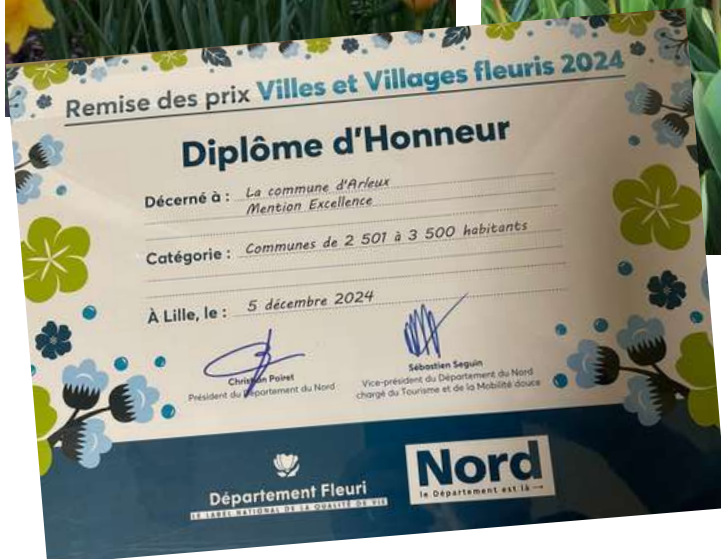 Remise des prix Villes et Villages fleuris 2024
Diplôme d'Honneur
Décerné à : La commune d'Arleux
Mention Excellence
Catégorie : Communes de 2 501 à 3 500 habitants
À Lille, le : 5 décembre 2024
Christian Poiret
Président du Département du Nord
Sébastien Seguin
Vice-président du Département du Nord
chargé du Tourisme et de la Mobilité douce
Département Fleuri
LE LABEL NATIONAL DE LA QUALITÉ DE VIE
Nord
le Département est là →